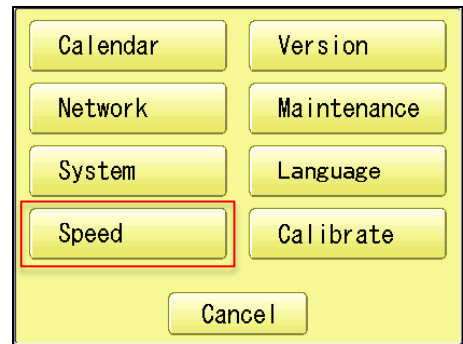 Calendar Version
Network Maintenance
System Language
Speed Calibrate
Cancel